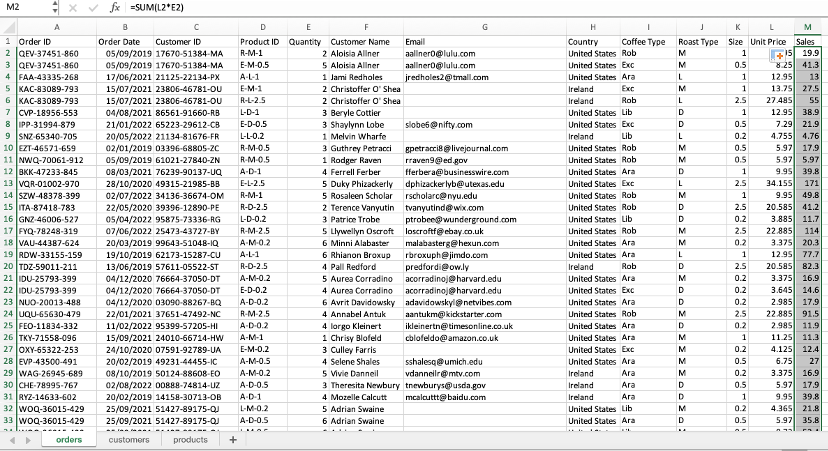 M2 fx =SUM(L2*E2)
A B C D E F G H I J K L M
1 Order ID Order Date Customer ID Product ID Quantity Customer Name Email Country Coffee Type Roast Type Size Unit Price Sales
2 QEV-37451-860 05/09/2019 17670-51384-MA R-M-1 2 Aloisia Allner aallner0@lulu.com United States Rob M 1 19.9
3 QEV-37451-860 05/09/2019 17670-51384-MA E-M-0.5 5 Aloisia Allner aallner0@lulu.com United States Exc M 0.5 8.25 41.3
4 FAA-43335-268 17/06/2021 21125-22134-PX A-L-1 1 Jami Redholes jredholes2@tmall.com United States Ara L 1 12.95 13
5 KAC-83089-793 15/07/2021 23806-46781-OU E-M-1 2 Christoffer O' Shea Ireland Exc M 1 13.75 27.5
6 KAC-83089-793 15/07/2021 23806-46781-OU R-L-2.5 2 Christoffer O' Shea Ireland Rob L 2.5 27.485 55
7 CVP-18956-553 04/08/2021 86561-91660-RB L-D-1 3 Beryle Cottier United States Lib D 1 12.95 38.9
8 IPP-31994-879 21/01/2022 65223-29612-CB E-D-0.5 3 Shaylynn Lobe slobe6@nifty.com United States Exc D 0.5 7.29 21.9
9 SNZ-65340-705 20/05/2022 21134-81676-FR L-L-0.2 1 Melvin Wharfe Ireland Lib L 0.2 4.755 4.76
10 EZT-46571-659 02/01/2019 03396-68805-ZC R-M-0.5 3 Guthrey Petracci gpetracci8@livejournal.com United States Rob M 0.5 5.97 17.9
11 NWQ-70061-912 05/09/2019 61021-27840-ZN R-M-0.5 1 Rodger Raven rraven9@ed.gov United States Rob M 0.5 5.97 5.97
12 BKK-47233-845 08/03/2021 76239-90137-UQ A-D-1 4 Ferrell Ferber fferbera@businesswire.com United States Ara D 1 9.95 39.8
13 VQR-01002-970 28/10/2020 49315-21985-BB E-L-2.5 5 Duky Phizackerly dphizackerlyb@utexas.edu United States Exc L 2.5 34.155 171
14 SZW-48378-399 02/07/2022 34136-36674-OM R-M-1 5 Rosaleen Scholar rscholarc@nyu.edu United States Rob M 1 9.95 49.8
15 ITA-87418-783 22/05/2020 39396-12890-PE R-D-2.5 2 Terence Vanyutin tvanyutind@wix.com United States Rob D 2.5 20.585 41.2
16 GNZ-46006-527 05/04/2022 95875-73336-RG L-D-0.2 3 Patrice Trobe ptrobee@wunderground.com United States Lib D 0.2 3.885 11.7
17 FYQ-78248-319 07/06/2022 25473-43727-BY R-M-2.5 5 Llywellyn Oscroft loscroftf@ebay.co.uk United States Rob M 2.5 22.885 114
18 VAU-44387-624 20/03/2019 99643-51048-IQ A-M-0.2 6 Minni Alabaster malabasterg@hexun.com United States Ara M 0.2 3.375 20.3
19 RDW-33155-159 19/10/2019 62173-15287-CU A-L-1 6 Rhianon Broxup rbroxuph@jimdo.com United States Ara L 1 12.95 77.7
20 TDZ-59011-211 13/06/2019 57611-05522-ST R-D-2.5 4 Pall Redford predfordi@ow.ly Ireland Rob D 2.5 20.585 82.3
21 IDU-25793-399 04/12/2020 76664-37050-DT A-M-0.2 5 Aurea Corradino acorradinoj@harvard.edu United States Ara M 0.2 3.375 16.9
22 IDU-25793-399 04/12/2020 76664-37050-DT E-D-0.2 4 Aurea Corradino acorradinoj@harvard.edu United States Exc D 0.2 3.645 14.6
23 NUO-20013-488 04/12/2020 03090-88267-BQ A-D-0.2 6 Avrit Davidowsky adavidowskyl@netvibes.com United States Ara D 0.2 2.985 17.9
24 UQU-65630-479 22/01/2021 37651-47492-NC R-M-2.5 4 Annabel Antuk aantukm@kickstarter.com United States Rob M 2.5 22.885 91.5
25 FEO-11834-332 11/02/2022 95399-57205-HI A-D-0.2 4 Iorgo Kleinert ikleinertn@timesonline.co.uk United States Ara D 0.2 2.985 11.9
26 TKY-71558-096 15/09/2021 24010-66714-HW A-M-1 1 Chrisy Blofeld cblofeldo@amazon.co.uk United States Ara M 1 11.25 11.3
27 OXY-65322-253 24/10/2020 07591-92789-UA E-M-0.2 3 Culley Farris United States Exc M 0.2 4.125 12.4
28 EVP-43500-491 20/02/2019 49231-44455-IC A-M-0.5 4 Selene Shales sshalesq@umich.edu United States Ara M 0.5 6.75 27
29 WAG-26945-689 08/10/2019 50124-88608-EO A-M-0.2 5 Vivie Danneil vdanneilr@mtv.com Ireland Ara M 0.2 3.375 16.9
30 CHE-78995-767 02/08/2022 00888-74814-UZ A-D-0.5 3 Theresita Newbury tnewburys@usda.gov Ireland Ara D 0.5 5.97 17.9
31 RYZ-14633-602 20/02/2019 14158-30713-OB A-D-1 4 Mozelle Calcutt mcalcuttt@baidu.com Ireland Ara D 1 9.95 39.8
32 WOQ-36015-429 25/09/2021 51427-89175-QJ L-M-0.2 5 Adrian Swaine United States Lib M 0.2 4.365 21.8
33 WOQ-36015-429 25/09/2021 51427-89175-QJ A-D-0.5 6 Adrian Swaine United States Ara D 0.5 5.97 35.8
orders customers products +